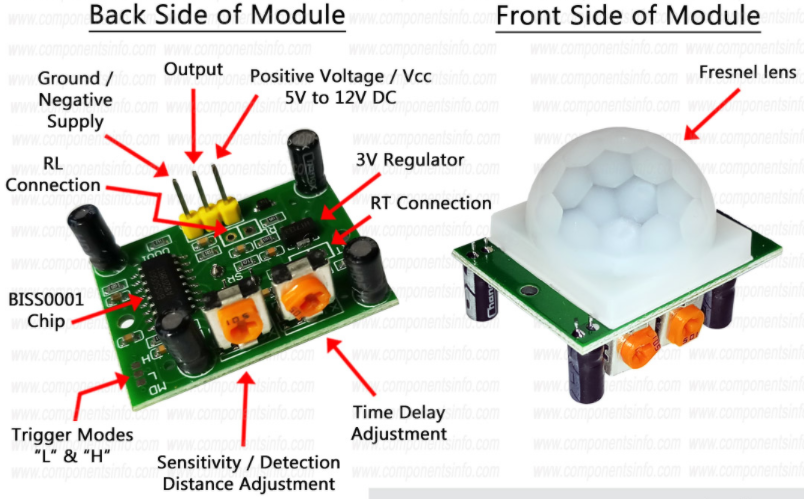 Back Side of Module
Front Side of Module
Ground /
Negative
Supply
Output
Positive Voltage / Vcc
5V to 12V DC
Fresnel lens
RL
Connection
3V Regulator
RT Connection
BISS0001
Chip
Trigger Modes
"L" & "H"
Sensitivity / Detection
Distance Adjustment
Time Delay
Adjustment
H
L
MD
105
www.componentsinfo.com